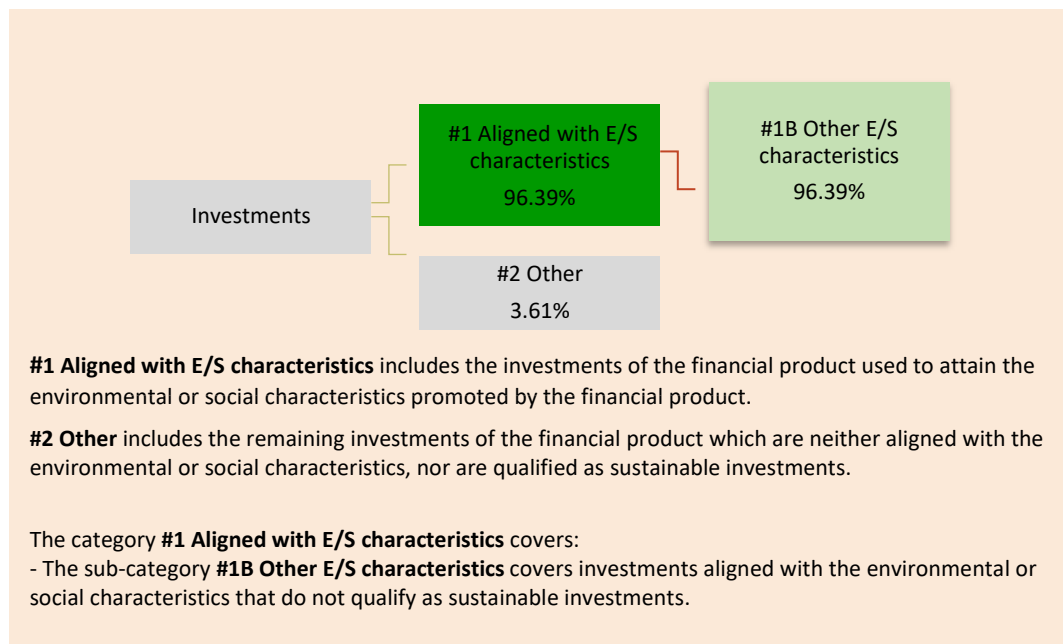 #1 Aligned with E/S
characteristics
96.39%
#1B Other E/S
characteristics
96.39%
Investments
#2 Other
3.61%
#1 Aligned with E/S characteristics includes the investments of the financial product used to attain the
environmental or social characteristics promoted by the financial product.
#2 Other includes the remaining investments of the financial product which are neither aligned with the
environmental or social characteristics, nor are qualified as sustainable investments.
The category #1 Aligned with E/S characteristics covers:
- The sub-category #1B Other E/S characteristics covers investments aligned with the environmental or
social characteristics that do not qualify as sustainable investments.